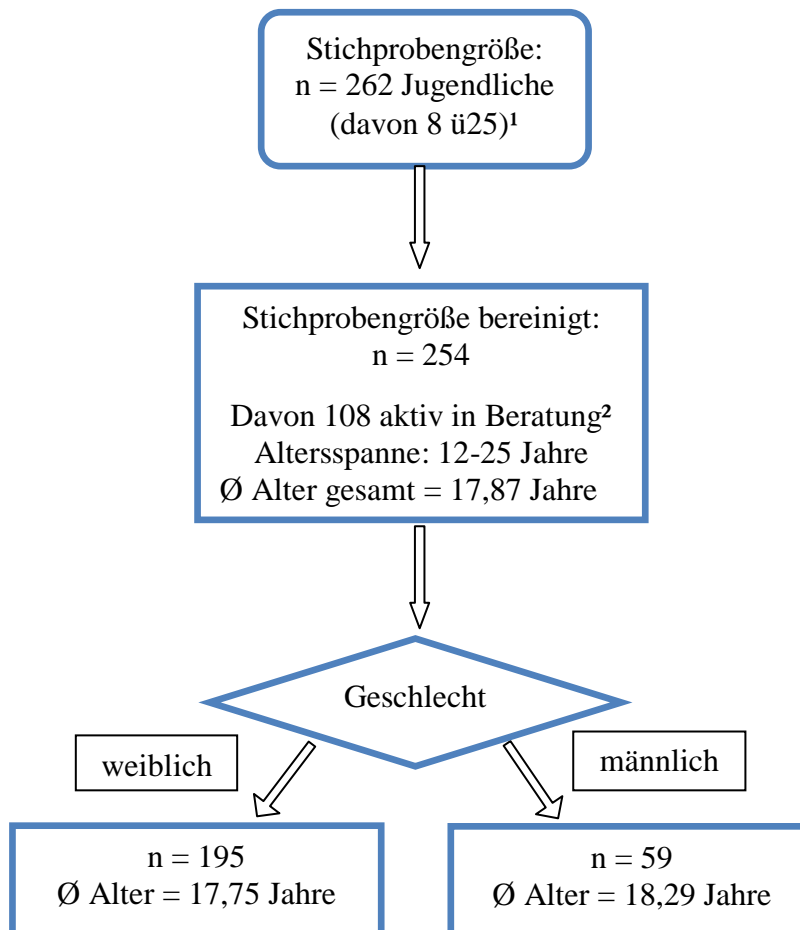 Stichprobengröße:
n = 262 Jugendliche
(davon 8 ü25)¹
Stichprobengröße bereinigt:
n = 254
Davon 108 aktiv in Beratung²
Altersspanne: 12-25 Jahre
Ø Alter gesamt = 17,87 Jahre
Geschlecht
weiblich
männlich
n = 195
Ø Alter = 17,75 Jahre
n = 59
Ø Alter = 18,29 Jahre